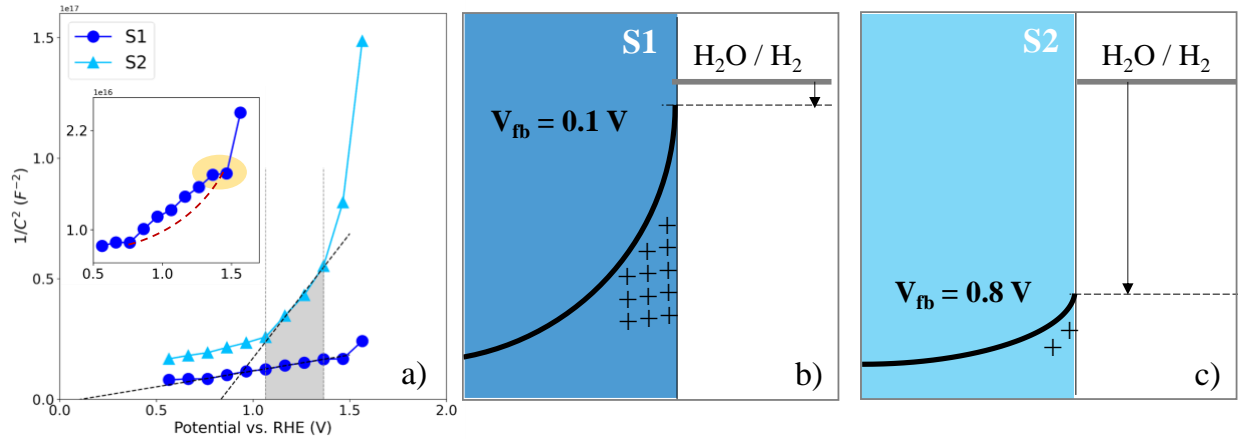 1e17
1.5
1.0
0.5
0.0
0.0
0.5
1.0
1.5
2.0
1/C² (F⁻²)
Potential vs. RHE (V)
S1
S2
1e16
2.2
1.0
0.5
1.0
1.5
a)
S1
H₂O / H₂
V_fb = 0.1 V
b)
S2
H₂O / H₂
V_fb = 0.8 V
c)